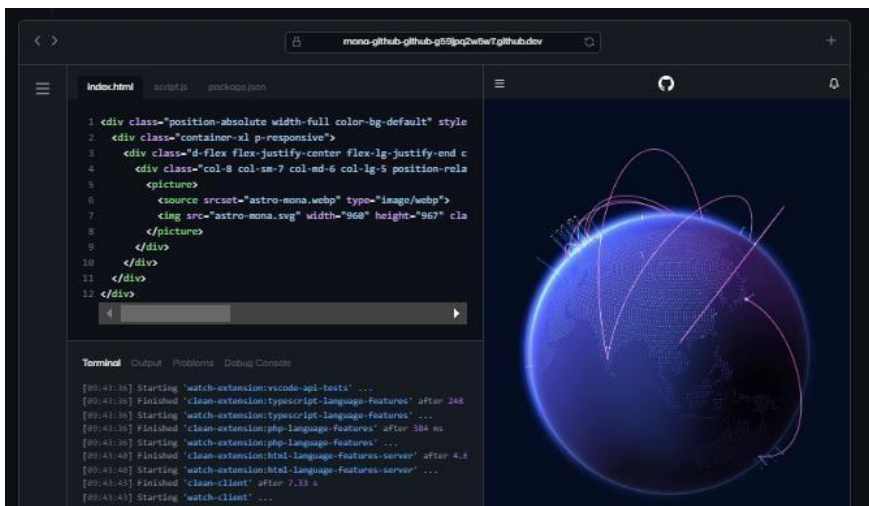 mona-github-github-g59jpq2w5w7.github.dev
index.html script.js package.json
1 <div class="position-absolute width-full color-bg-default" style
2 <div class="container-xl p-responsive">
3 <div class="d-flex flex-justify-center flex-lg-justify-end c
4 <div class="col-8 col-sm-7 col-md-6 col-lg-5 position-rela
5 <picture>
6 <source srcset="astro-mona.webp" type="image/webp">
7 <img src="astro-mona.svg" width="960" height="967" cla
8 </picture>
9 </div>
10 </div>
11 </div>
12 </div>
Terminal Output Problems Debug Console
[09:43:36] Starting 'watch-extension:vscode-api-tests' ...
[09:43:36] Finished 'clean-extension:typescript-language-features' after 248
[09:43:36] Starting 'watch-extension:typescript-language-features' ...
[09:43:36] Finished 'clean-extension:php-language-features' after 384 ms
[09:43:36] Starting 'watch-extension:php-language-features' ...
[09:43:40] Finished 'clean-extension:html-language-features-server' after 4.6
[09:43:40] Starting 'watch-extension:html-language-features-server' ...
[09:43:43] Finished 'clean-client' after 7.33 s
[09:43:43] Starting 'watch-client' ...